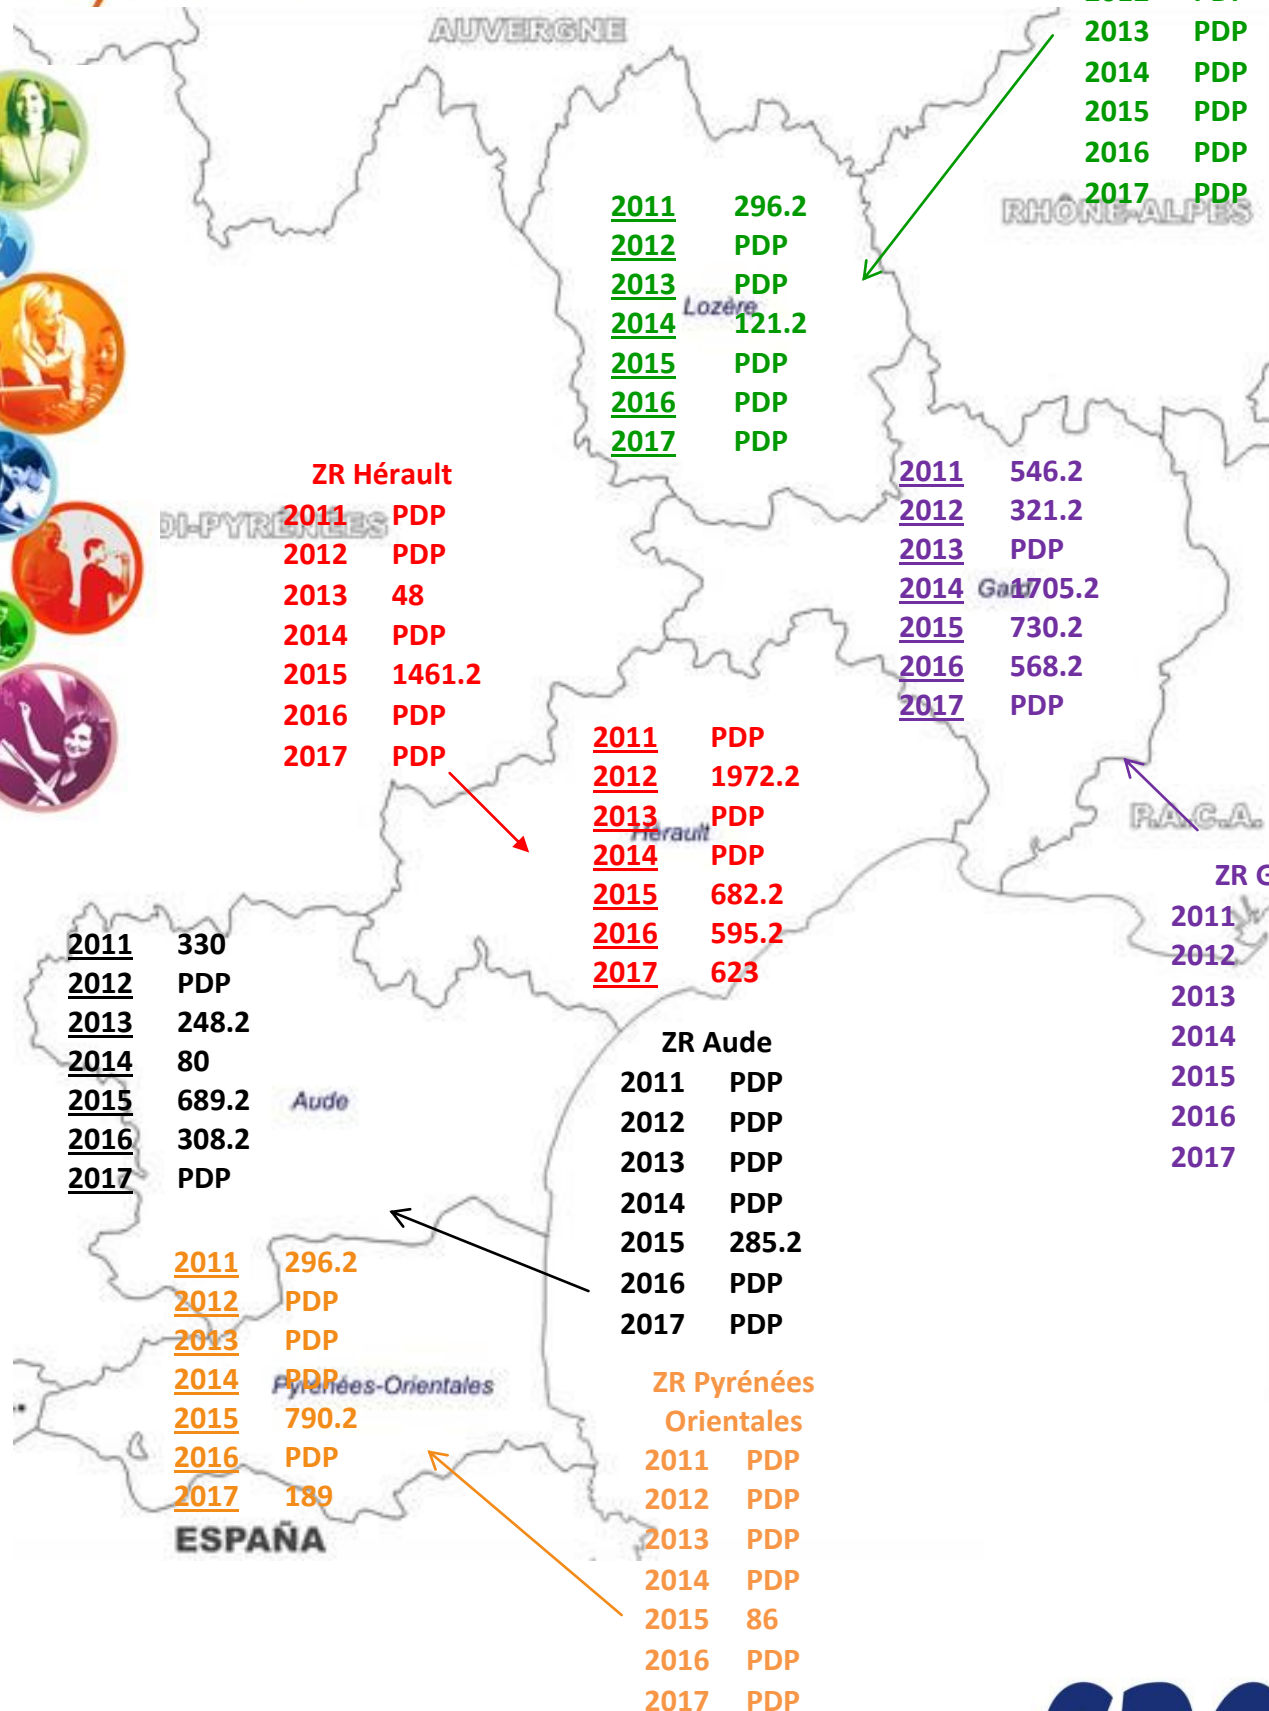 AUVERGNE
2013 PDP
2014 PDP
2015 PDP
2016 PDP
2017 PDP
RHÔNE-ALPES
2011 296.2
2012 PDP
2013 PDP
Lozère
2014 121.2
2015 PDP
2016 PDP
2017 PDP
ZR Hérault
2011 PDP
DI-PYRÉNÉES
2012 PDP
2013 48
2014 PDP
2015 1461.2
2016 PDP
2017 PDP
2011 546.2
2012 321.2
2013 PDP
Gard
2014 1705.2
2015 730.2
2016 568.2
2017 PDP
2011 PDP
2012 1972.2
2013 PDP
Hérault
2014 PDP
2015 682.2
2016 595.2
2017 623
P.A.C.A.
ZR G
2011
2012
2013
2014
2015
2016
2017
2011 330
2012 PDP
2013 248.2
2014 80
2015 689.2
Aude
2016 308.2
2017 PDP
ZR Aude
2011 PDP
2012 PDP
2013 PDP
2014 PDP
2015 285.2
2016 PDP
2017 PDP
2011 296.2
2012 PDP
2013 PDP
2014 PDP
Pyrénées-Orientales
2015 790.2
2016 PDP
2017 189
ESPAÑA
ZR Pyrénées
Orientales
2011 PDP
2012 PDP
2013 PDP
2014 PDP
2015 86
2016 PDP
2017 PDP